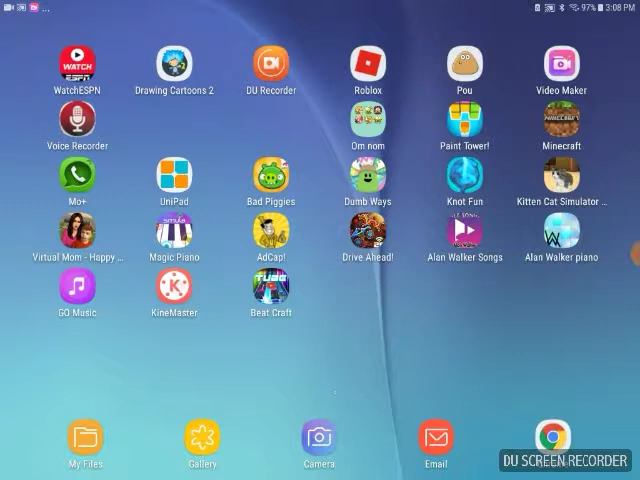 ... 97% 3:08 PM
WATCH
ESPN
WatchESPN Drawing Cartoons 2 DU Recorder Roblox Pou Video Maker
MINECRAFT
Voice Recorder Om nom Paint Tower! Minecraft
Mo+ UniPad Bad Piggies Dumb Ways Knot Fun Kitten Cat Simulator ...
SMULE
Virtual Mom - Happy ... Magic Piano AdCap! Drive Ahead! Alan Walker Songs Alan Walker piano
K
GO Music KineMaster Beat Craft
My Files Gallery Camera Email
DU SCREEN RECORDER